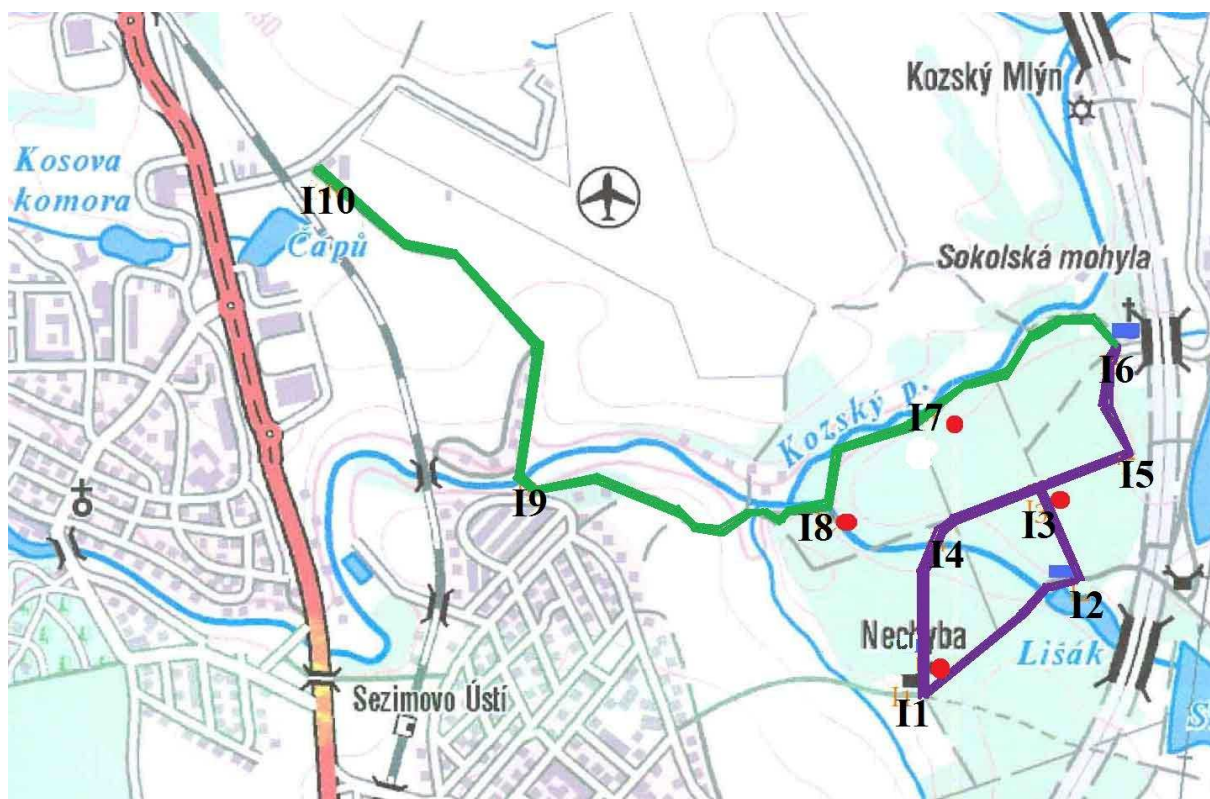 Kozský Mlýn
Kosova
komora
I10
Čapů
Sokolská mohyla
I6
Kozský p.
I7
I5
I9
I8
I3
I4
I2
Nechyba
Lišák
Sezimovo Ústí
I1
S